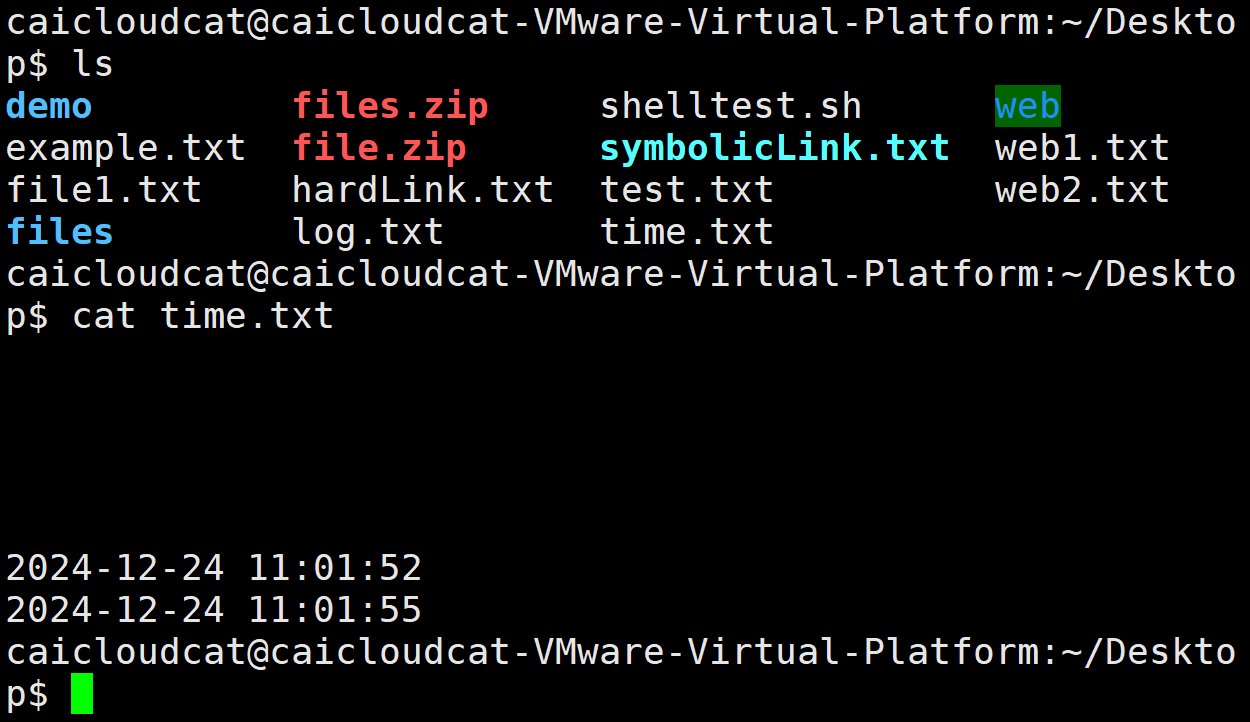 caicloudcat@caicloudcat-VMware-Virtual-Platform:~/Deskto
p$ ls
demo files.zip shelltest.sh web
example.txt file.zip symbolicLink.txt web1.txt
file1.txt hardLink.txt test.txt web2.txt
files log.txt time.txt
caicloudcat@caicloudcat-VMware-Virtual-Platform:~/Deskto
p$ cat time.txt
2024-12-24 11:01:52
2024-12-24 11:01:55
caicloudcat@caicloudcat-VMware-Virtual-Platform:~/Deskto
p$